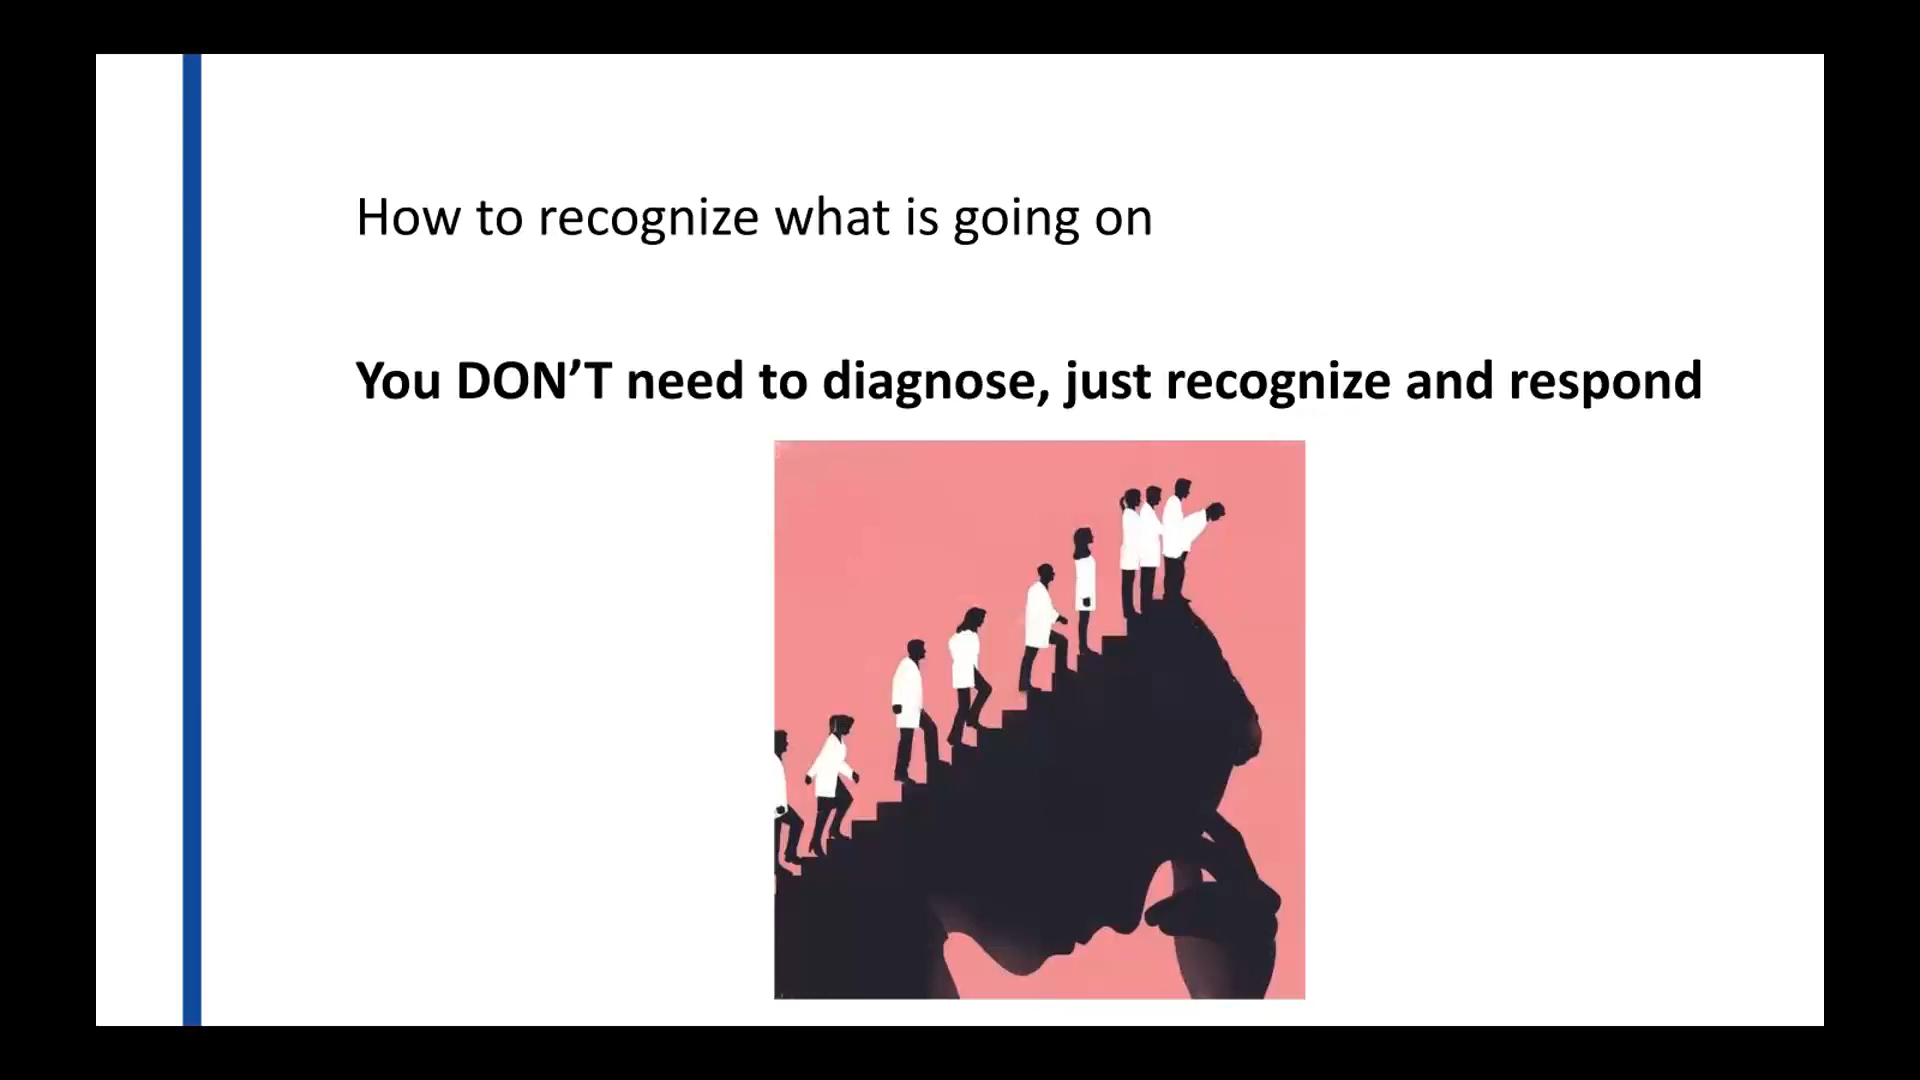 How to recognize what is going on
You DON’T need to diagnose, just recognize and respond